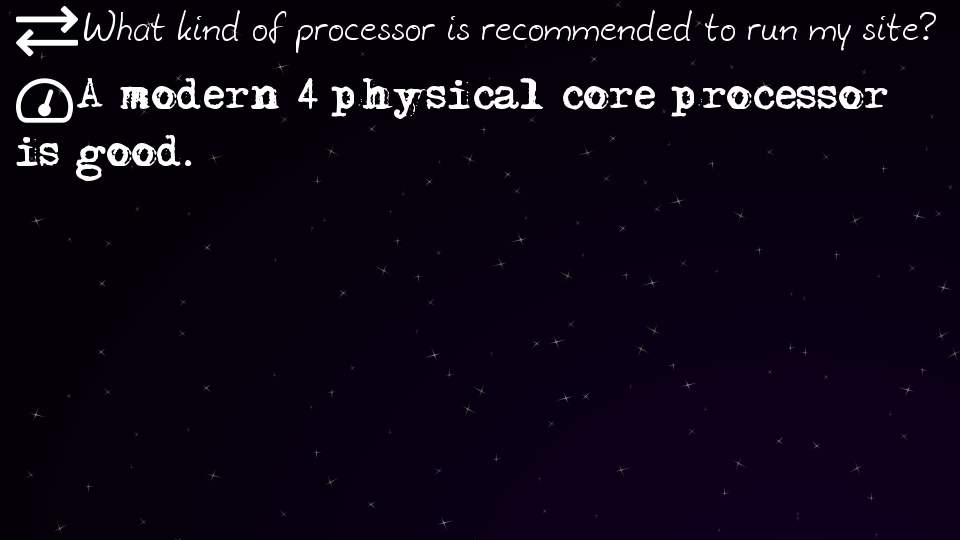 What kind of processor is recommended to run my site?
A modern 4 physical core processor
is good.